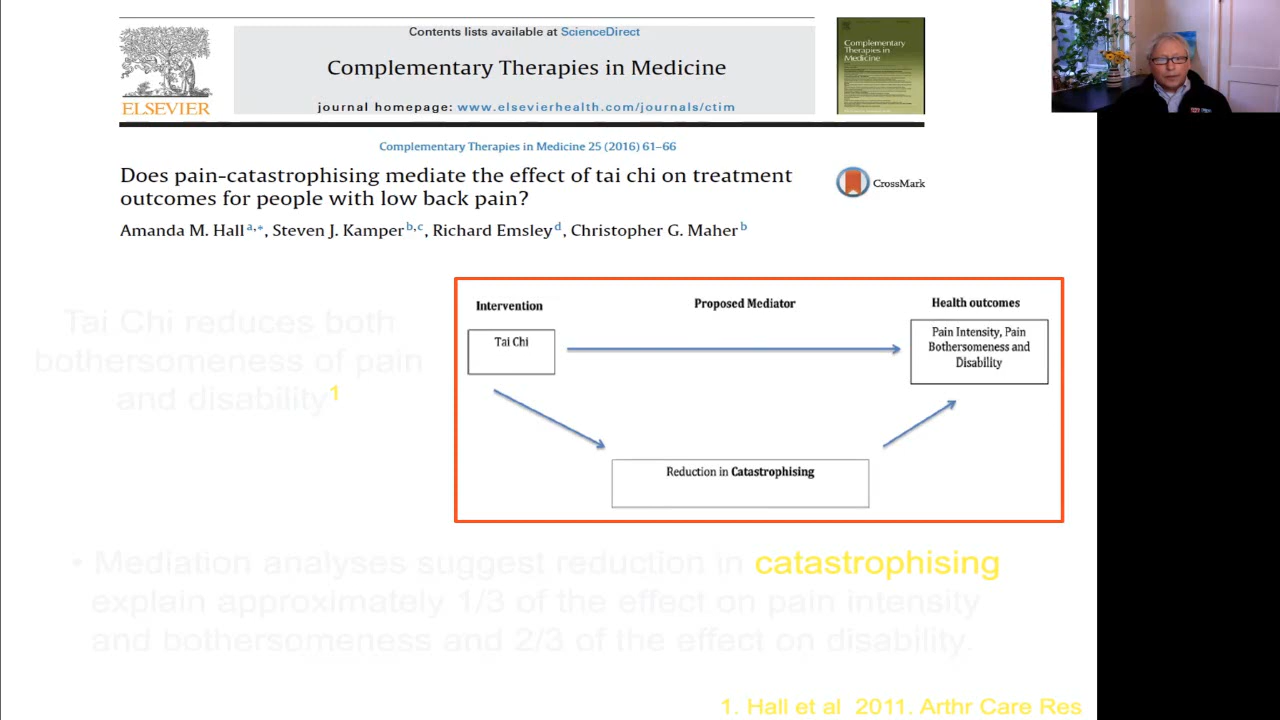 Contents lists available at ScienceDirect
Complementary Therapies in Medicine
journal homepage: www.elsevierhealth.com/journals/ctim
ELSEVIER
Complementary
Therapies in
Medicine
Complementary Therapies in Medicine 25 (2016) 61–66
Does pain-catastrophising mediate the effect of tai chi on treatment
outcomes for people with low back pain?
CrossMark
Amanda M. Hall a,*, Steven J. Kamper b,c, Richard Emsley d, Christopher G. Maher b
Tai Chi reduces both
bothersomeness of pain
and disability1
Intervention
Proposed Mediator
Health outcomes
Tai Chi
Pain Intensity, Pain
Bothersomeness and
Disability
Reduction in Catastrophising
• Mediation analyses suggest reduction in catastrophising
explain approximately 1/3 of the effect on pain intensity
and bothersomeness and 2/3 of the effect on disability.
1. Hall et al 2011. Arthr Care Res